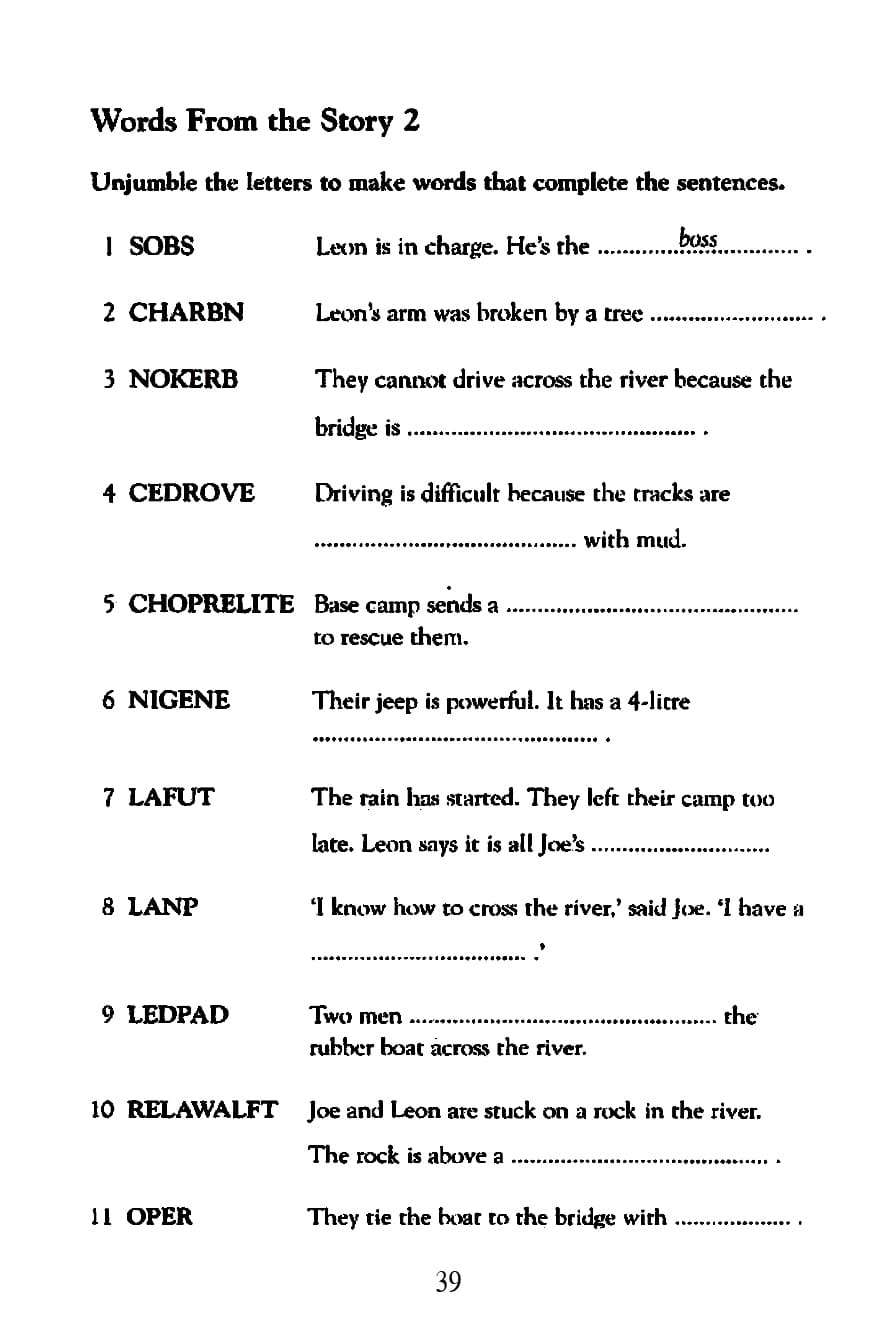 Words From the Story 2
Unjumble the letters to make words that complete the sentences.
1 SOBS Leon is in charge. He's the .............boss............. .
2 CHARBN Leon's arm was broken by a tree .......................... .
3 NOKERB They cannot drive across the river because the
bridge is .............................................. .
4 CEDROVE Driving is difficult because the tracks are
.......................................... with mud.
5 CHOPRELITE Base camp sends a ...............................................
to rescue them.
6 NIGENE Their jeep is powerful. It has a 4-litre
.............................................. .
7 LAFUT The rain has started. They left their camp too
late. Leon says it is all Joe's .............................
8 LANP ‘I know how to cross the river,’ said Joe. ‘I have a
................................... .’
9 LEDPAD Two men .................................................. the
rubber boat across the river.
10 RELAWALFT Joe and Leon are stuck on a rock in the river.
The rock is above a .......................................... .
11 OPER They tie the boat to the bridge with ................... .
39